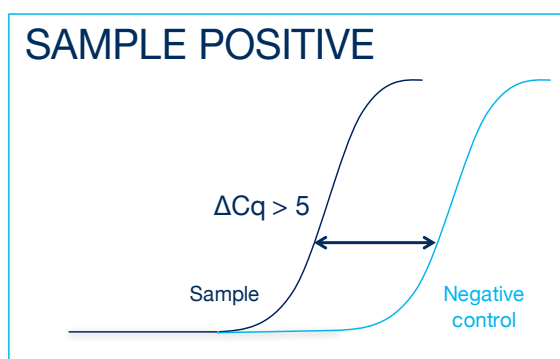 SAMPLE POSITIVE
ΔCq > 5
Sample
Negative
control